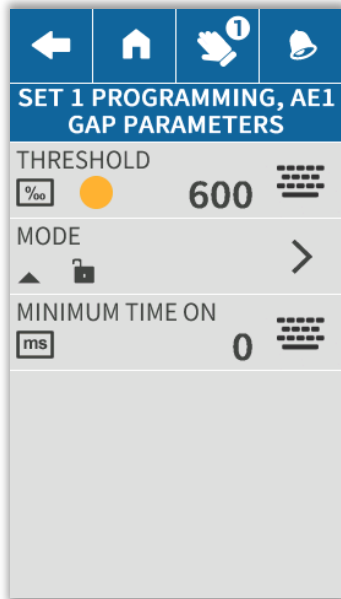 1
SET 1 PROGRAMMING, AE1
GAP PARAMETERS
THRESHOLD
‰ 600
MODE
MINIMUM TIME ON
ms 0